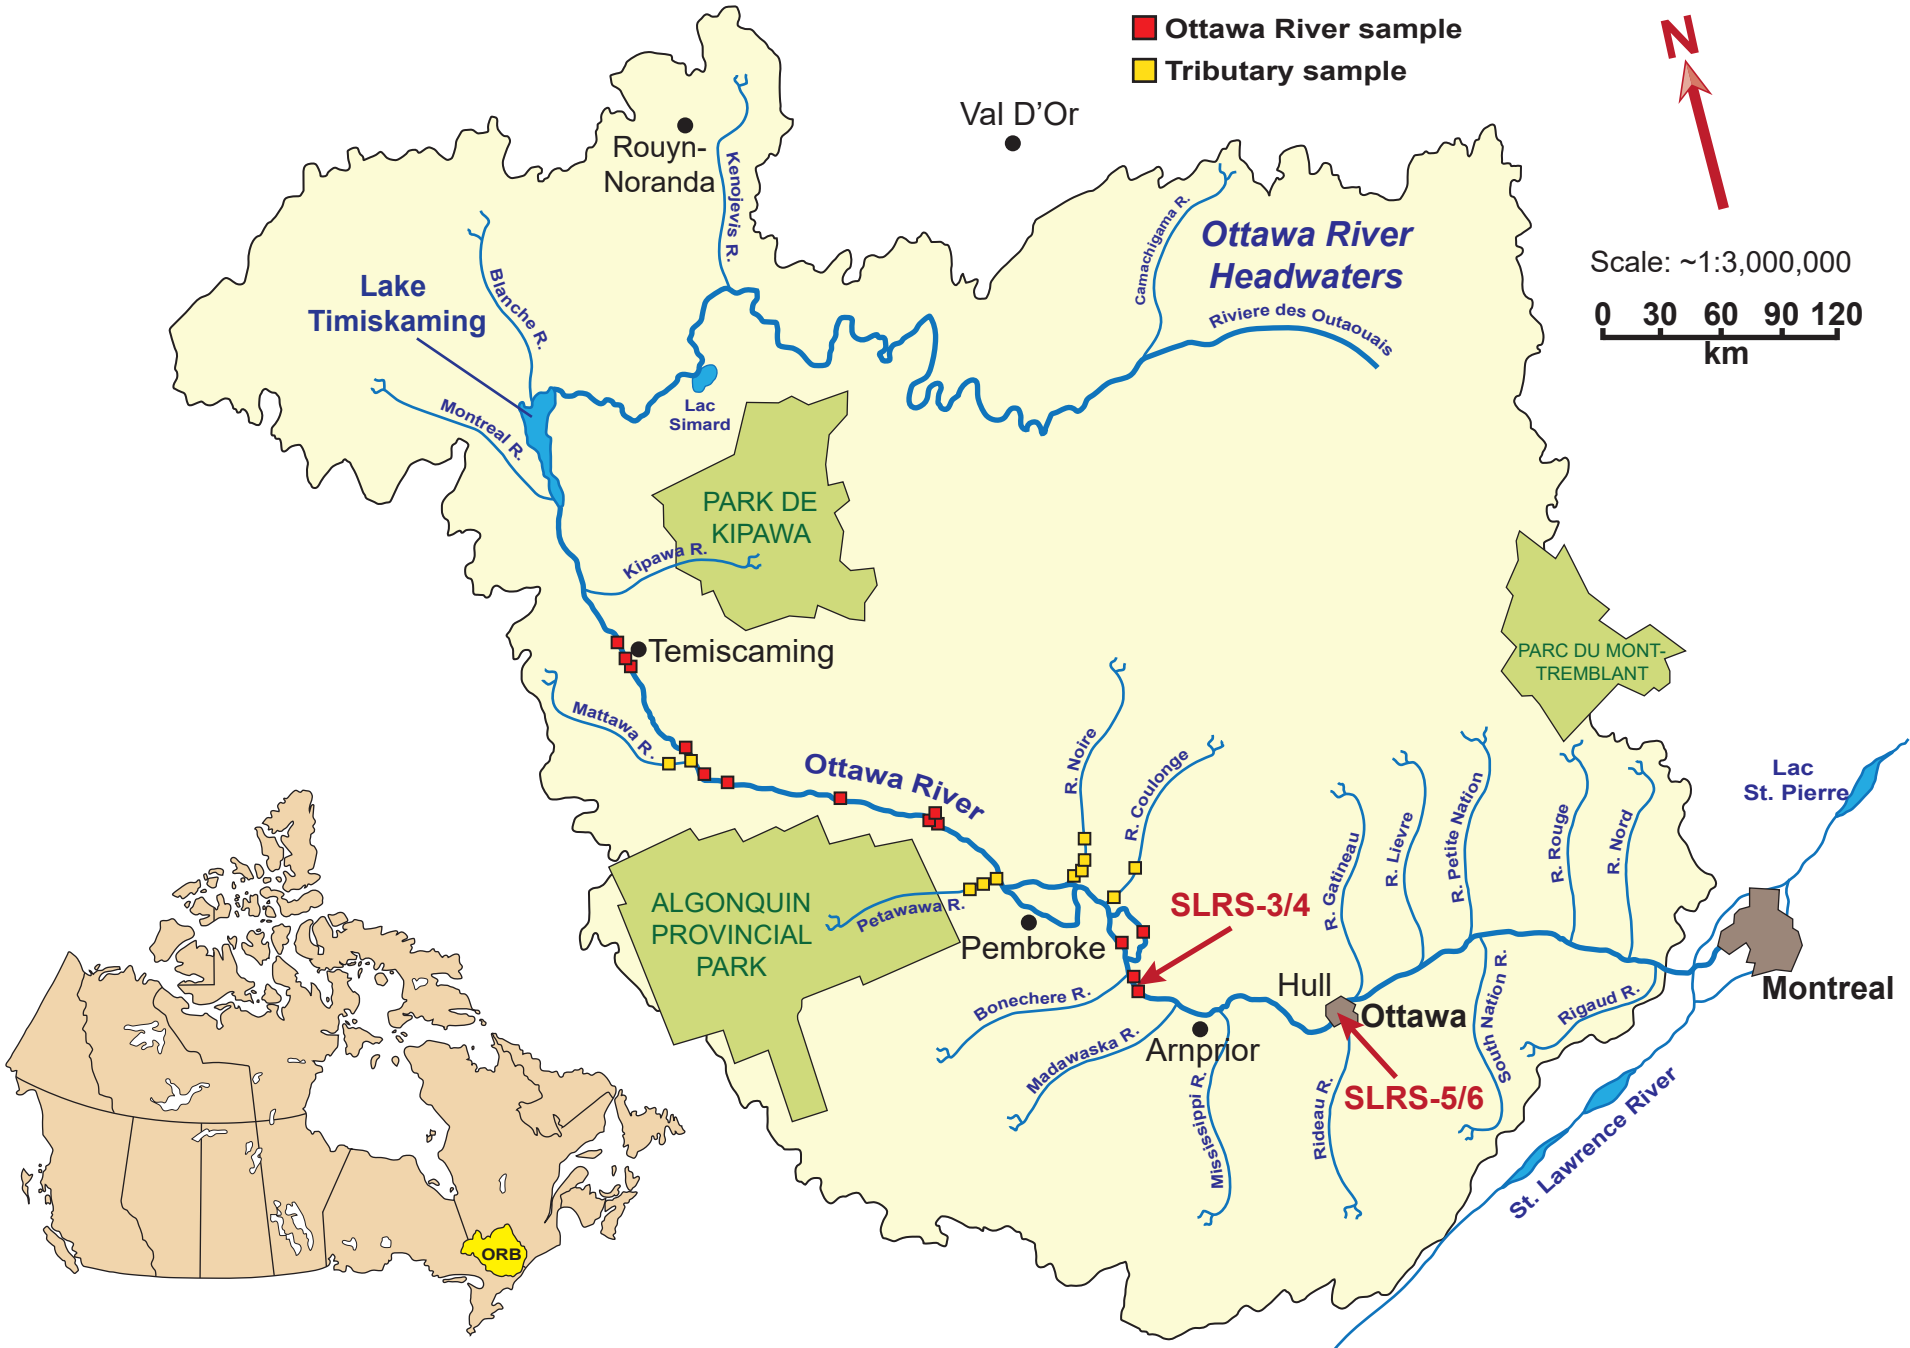 Ottawa River sample
Tributary sample
N
Val D'Or
Rouyn-
Noranda
Kenojevis R.
Camachigama R.
Ottawa River
Headwaters
Riviere des Outaouais
Scale: ~1:3,000,000
0 30 60 90 120
km
Lake
Timiskaming
Blanche R.
Montreal R.
Lac
Simard
PARK DE
KIPAWA
Kipawa R.
Temiscaming
PARC DU MONT-
TREMBLANT
Mattawa R.
Ottawa River
R. Noire
R. Coulonge
R. Gatineau
R. Lievre
R. Petite Nation
R. Rouge
R. Nord
Lac
St. Pierre
ALGONQUIN
PROVINCIAL
PARK
Petawawa R.
Pembroke
SLRS-3/4
Bonechere R.
Madawaska R.
Arnprior
Mississippi R.
Hull
Ottawa
SLRS-5/6
Rideau R.
South Nation R.
Rigaud R.
Montreal
St. Lawrence River
ORB